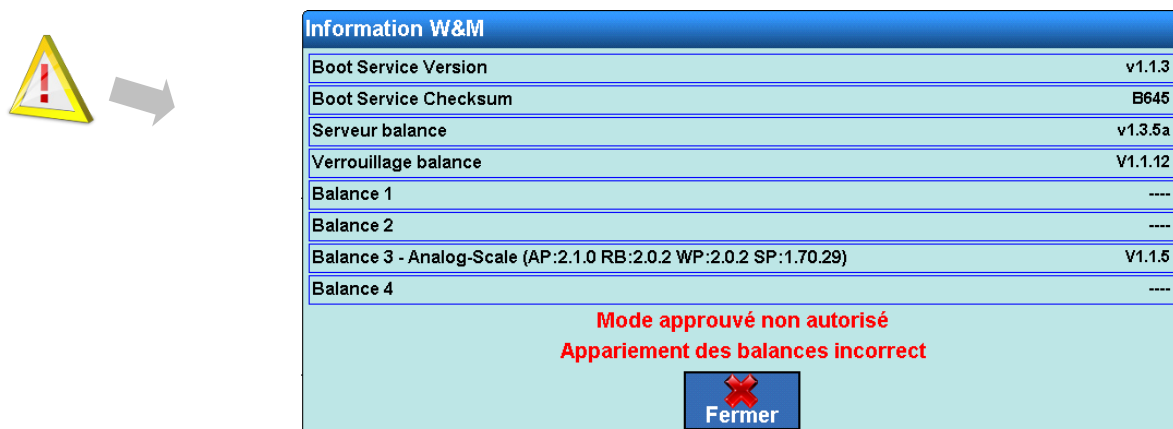 Information W&M
Boot Service Version v1.1.3
Boot Service Checksum B645
Serveur balance v1.3.5a
Verrouillage balance V1.1.12
Balance 1 ----
Balance 2 ----
Balance 3 - Analog-Scale (AP:2.1.0 RB:2.0.2 WP:2.0.2 SP:1.70.29) V1.1.5
Balance 4 ----
Mode approuvé non autorisé
Appariement des balances incorrect
Fermer